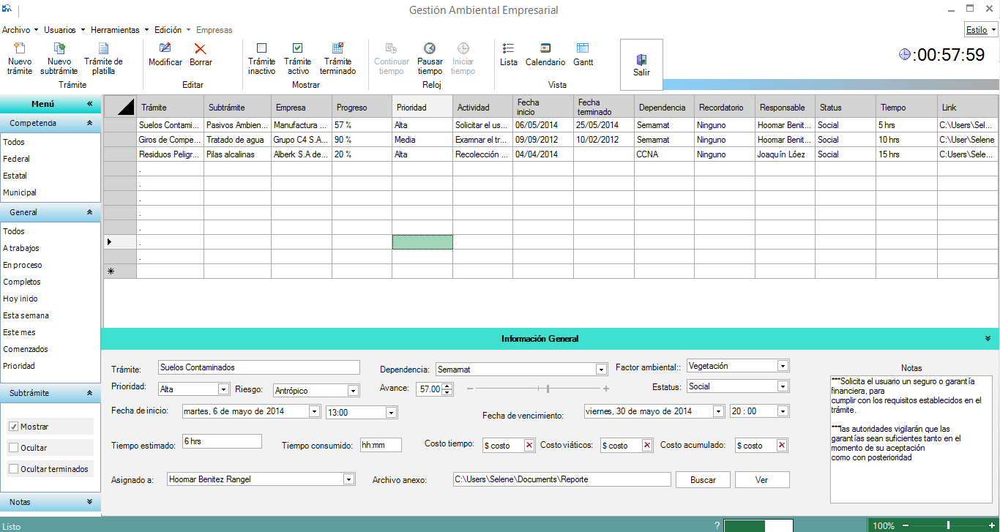 Gestión Ambiental Empresarial
Archivo Usuarios Herramientas Edición Empresas
Estilo
Nuevo trámite
Nuevo subtrámite
Trámite de platilla
Trámite
Modificar
Borrar
Editar
Trámite inactivo
Trámite activo
Trámite terminado
Mostrar
Continuar tiempo
Pausar tiempo
Iniciar tiempo
Reloj
Lista
Calendario
Gantt
Vista
Salir
:00:57:59
Menú «
Competencia
Todos
Federal
Estatal
Municipal
General
Todos
A trabajos
En proceso
Completos
Hoy inicio
Esta semana
Este mes
Comenzados
Prioridad
Subtrámite
Mostrar
Ocultar
Ocultar terminados
Notas
Trámite Subtrámite Empresa Progreso Prioridad Actividad Fecha inicio Fecha terminado Dependencia Recordatorio Responsable Status Tiempo Link
Suelos Contami... Pasivos Ambien... Manufactura ... 57 % Alta Solicitar el us... 06/05/2014 25/05/2014 Semarnat Ninguno Hoomar Benit... Social 5 hrs C:\Users\Sel...
Giros de Compe... Tratado de agua Grupo C4 S.A... 90 % Media Examnar el tr... 09/09/2012 10/02/2012 Semarnat Ninguno Hoomar Benit... Social 10 hrs C:\User\Selene
Residuos Peligr... Pilas alcalinas Alberk S.A de... 20 % Alta Recolección ... 04/04/2014 CCNA Ninguno Joaquín Lóez Social 15 hrs C:Users\Sele...
.
.
.
.
.
.
.
Información General
Trámite: Suelos Contaminados Dependencia: Semarnat Factor ambiental:: Vegetación
Prioridad: Alta Riesgo: Antrópico Avance: 57.00 Estatus: Social
Fecha de inicio: martes, 6 de mayo de 2014 13:00 Fecha de vencimiento: viernes, 30 de mayo de 2014 20 : 00
Tiempo estimado: 6 hrs Tiempo consumido: hh:mm Costo tiempo: $ costo Costo viáticos: $ costo Costo acumulado: $ costo
Asignado a: Hoomar Benitez Rangel Archivo anexo: C:\Users\Selene\Documents\Reporte Buscar Ver
Notas
***Solicita el usuario un seguro o garantía
financiera, para
cumplir con los requisitos establecidos en el
trámite.
***las autoridades vigilarán que las
garantías sean suficientes tanto en el
momento de su aceptación
como con posterioridad
Listo
? 100%